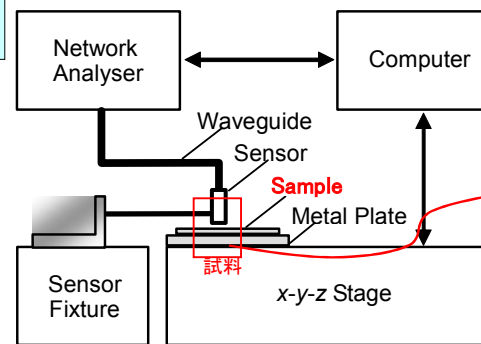 Network
Analyser
Computer
Waveguide
Sensor
Sample
Metal Plate
試料
Sensor
Fixture
x-y-z Stage